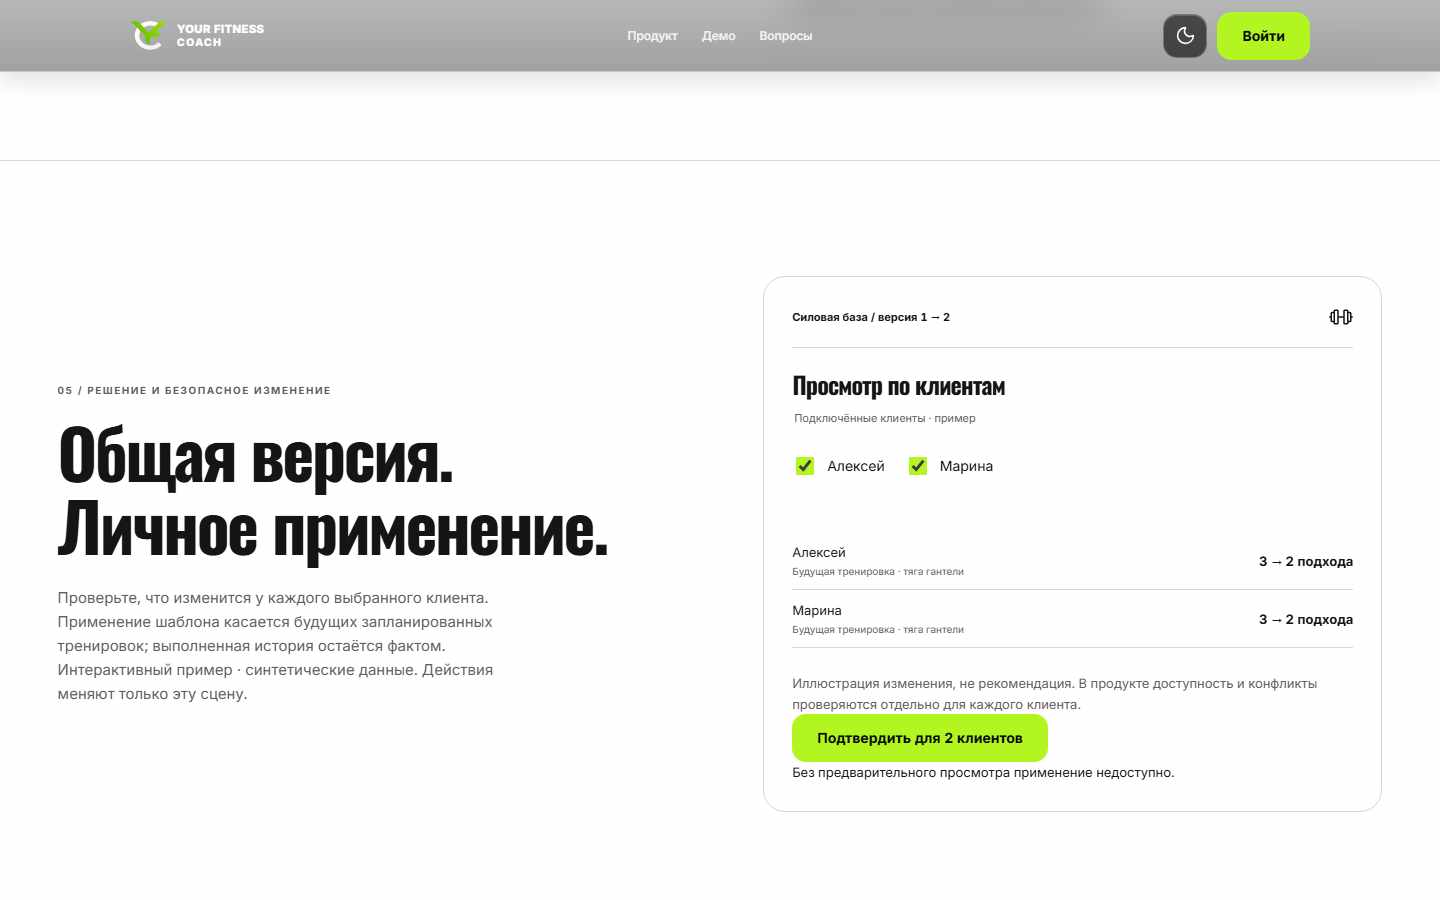 YOUR FITNESS
COACH
Продукт
Демо
Вопросы
Войти
05 / РЕШЕНИЕ И БЕЗОПАСНОЕ ИЗМЕНЕНИЕ
Общая версия.
Личное применение.
Проверьте, что изменится у каждого выбранного клиента.
Применение шаблона касается будущих запланированных
тренировок; выполненная история остаётся фактом.
Интерактивный пример · синтетические данные. Действия
меняют только эту сцену.
Силовая база / версия 1 → 2
Просмотр по клиентам
Подключённые клиенты · пример
Алексей
Марина
Алексей
Будущая тренировка · тяга гантели
3 → 2 подхода
Марина
Будущая тренировка · тяга гантели
3 → 2 подхода
Иллюстрация изменения, не рекомендация. В продукте доступность и конфликты
проверяются отдельно для каждого клиента.
Подтвердить для 2 клиентов
Без предварительного просмотра применение недоступно.